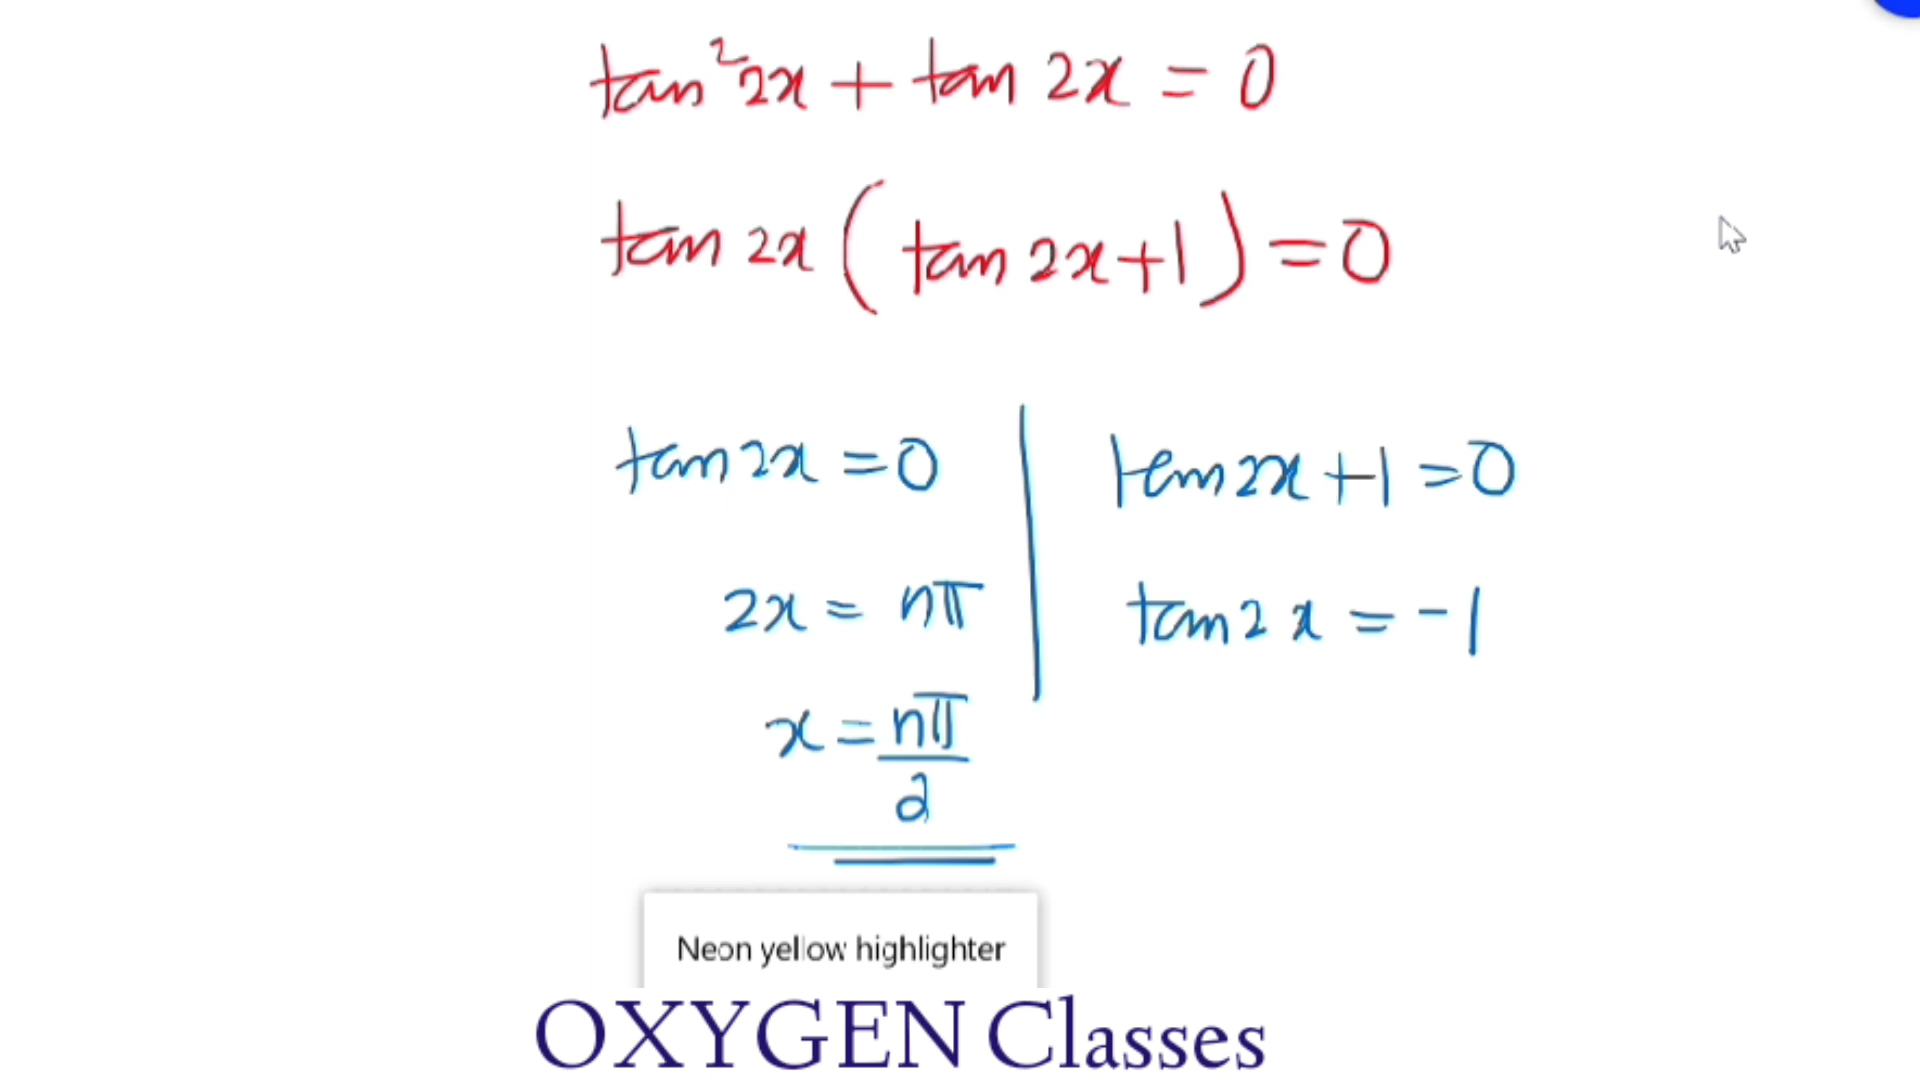 tan²2x + tan 2x = 0
tan 2x (tan 2x+1) = 0
tan 2x = 0
2x = nπ
x = nπ/2
tan 2x + 1 = 0
tan 2x = -1
Neon yellow highlighter
OXYGEN Classes